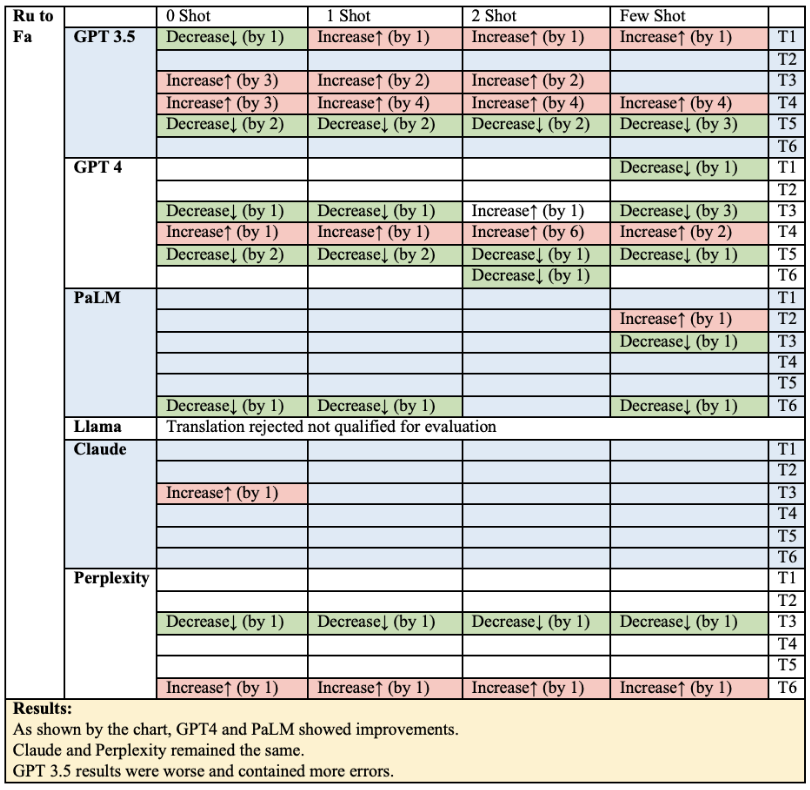 Ru to 0 Shot 1 Shot 2 Shot Few Shot
Fa GPT 3.5 Decrease↓ (by 1) Increase↑ (by 1) Increase↑ (by 1) Increase↑ (by 1) T1
T2
Increase↑ (by 3) Increase↑ (by 2) Increase↑ (by 2) T3
Increase↑ (by 3) Increase↑ (by 4) Increase↑ (by 4) Increase↑ (by 4) T4
Decrease↓ (by 2) Decrease↓ (by 2) Decrease↓ (by 2) Decrease↓ (by 3) T5
T6
GPT 4 Decrease↓ (by 1) T1
T2
Decrease↓ (by 1) Decrease↓ (by 1) Increase↑ (by 1) Decrease↓ (by 3) T3
Increase↑ (by 1) Increase↑ (by 1) Increase↑ (by 6) Increase↑ (by 2) T4
Decrease↓ (by 2) Decrease↓ (by 2) Decrease↓ (by 1) Decrease↓ (by 1) T5
Decrease↓ (by 1) T6
PaLM T1
Increase↑ (by 1) T2
Decrease↓ (by 1) T3
T4
T5
Decrease↓ (by 1) Decrease↓ (by 1) Decrease↓ (by 1) T6
Llama Translation rejected not qualified for evaluation
Claude T1
T2
Increase↑ (by 1) T3
T4
T5
T6
Perplexity T1
T2
Decrease↓ (by 1) Decrease↓ (by 1) Decrease↓ (by 1) Decrease↓ (by 1) T3
T4
T5
Increase↑ (by 1) Increase↑ (by 1) Increase↑ (by 1) Increase↑ (by 1) T6
Results:
As shown by the chart, GPT4 and PaLM showed improvements.
Claude and Perplexity remained the same.
GPT 3.5 results were worse and contained more errors.